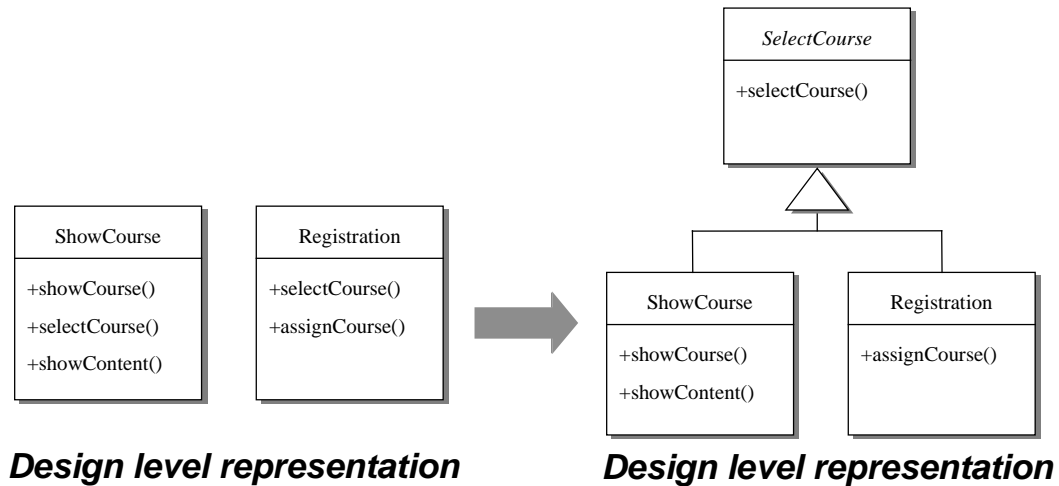 SelectCourse
+selectCourse()
ShowCourse
+showCourse()
+selectCourse()
+showContent()
Registration
+selectCourse()
+assignCourse()
ShowCourse
+showCourse()
+showContent()
Registration
+assignCourse()
Design level representation
Design level representation